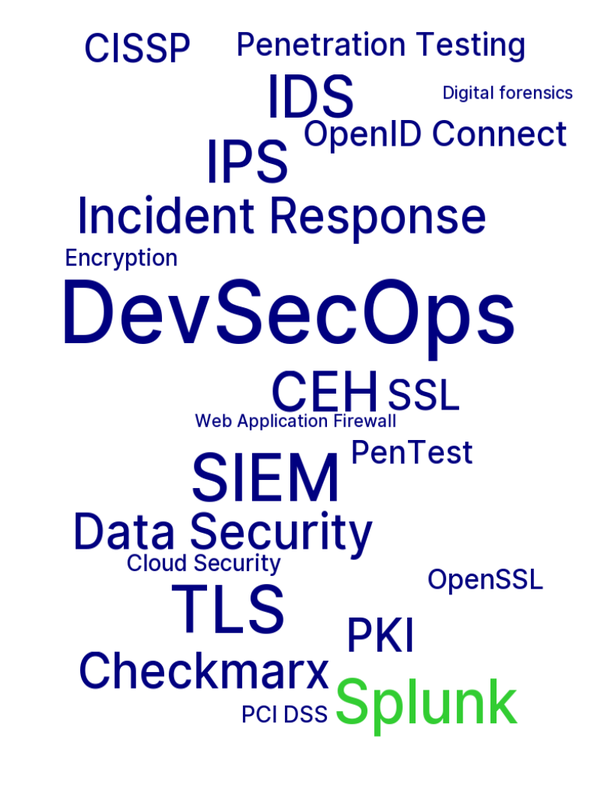 CISSP
Penetration Testing
IDS
Digital forensics
OpenID Connect
IPS
Incident Response
Encryption
DevSecOps
CEH
SSL
Web Application Firewall
PenTest
SIEM
Data Security
Cloud Security
OpenSSL
TLS
PKI
Checkmarx
Splunk
PCI DSS